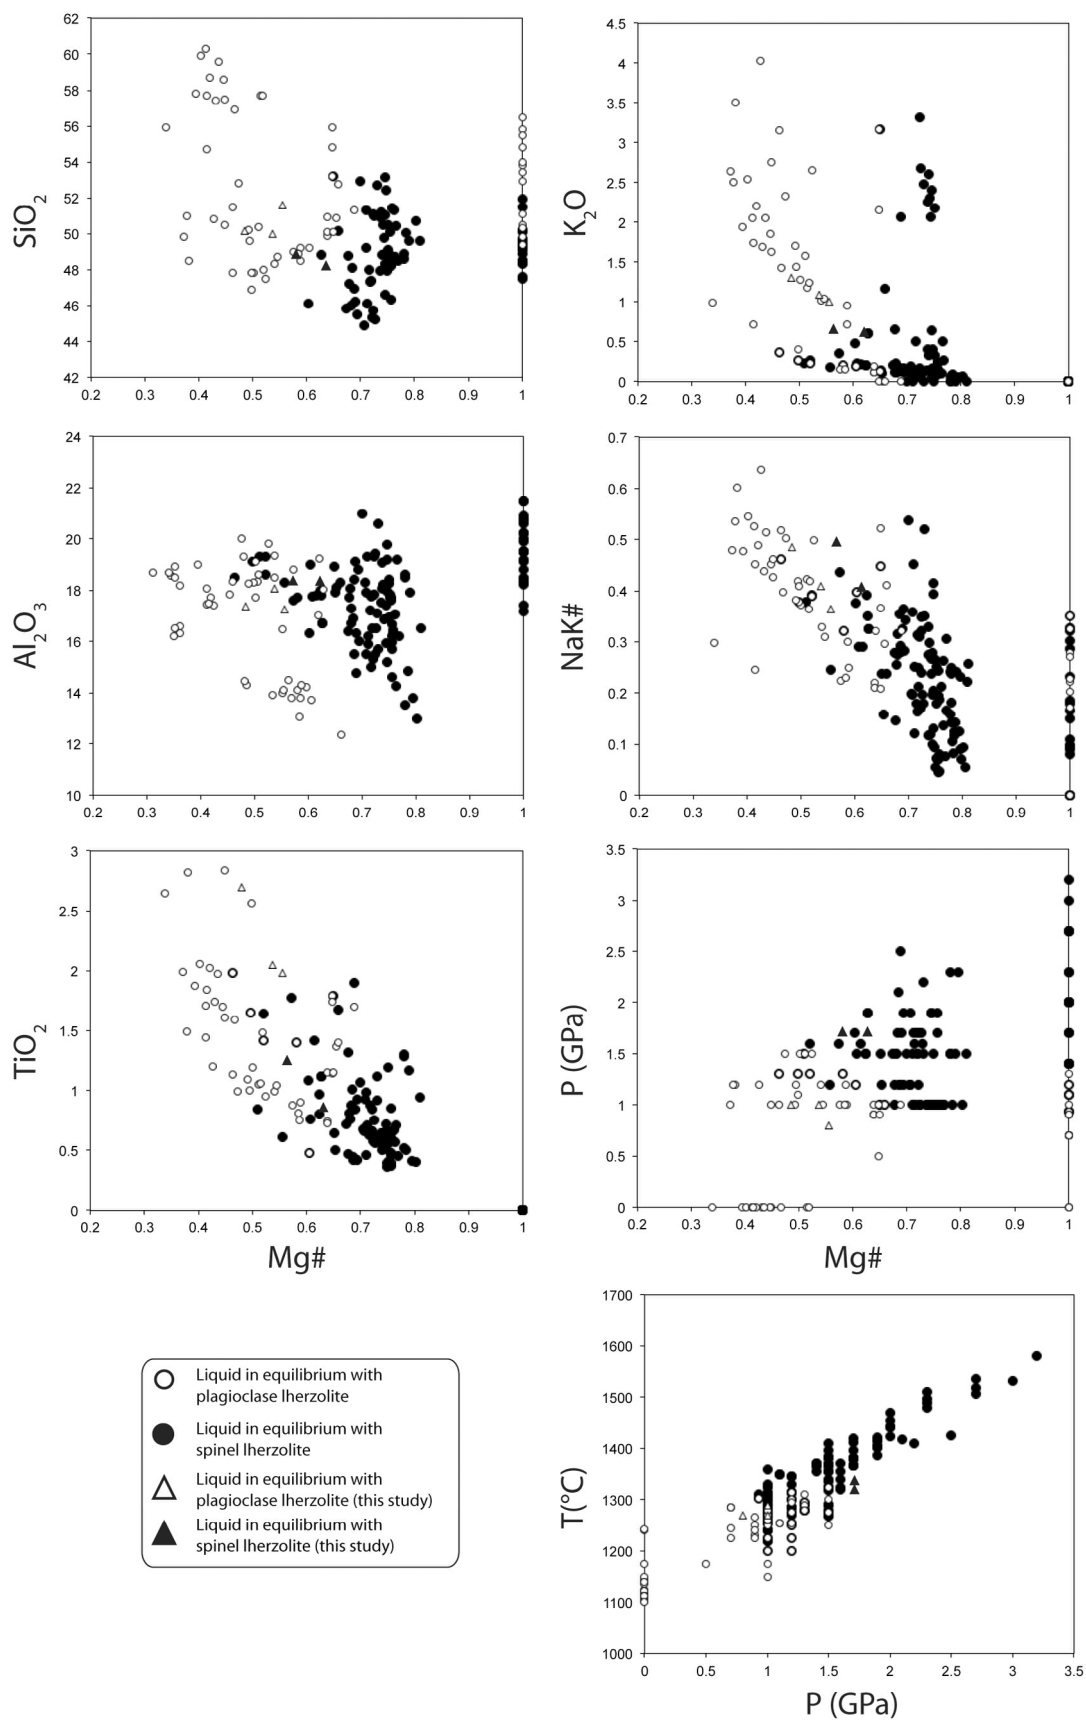 62
60
58
56
54
52
50
48
46
44
42
SiO2
0.2 0.3 0.4 0.5 0.6 0.7 0.8 0.9 1
4.5
4
3.5
3
2.5
2
1.5
1
0.5
0
K2O
0.2 0.3 0.4 0.5 0.6 0.7 0.8 0.9 1
24
22
20
18
16
14
12
10
Al2O3
0.2 0.3 0.4 0.5 0.6 0.7 0.8 0.9 1
0.7
0.6
0.5
0.4
0.3
0.2
0.1
0
NaK#
0.2 0.3 0.4 0.5 0.6 0.7 0.8 0.9 1
3
2.5
2
1.5
1
0.5
0
TiO2
0.2 0.3 0.4 0.5 0.6 0.7 0.8 0.9 1
Mg#
3.5
3
2.5
2
1.5
1
0.5
0
P (GPa)
0.2 0.3 0.4 0.5 0.6 0.7 0.8 0.9 1
Mg#
Liquid in equilibrium with
plagioclase lherzolite
Liquid in equilibrium with
spinel lherzolite
Liquid in equilibrium with
plagioclase lherzolite (this study)
Liquid in equilibrium with
spinel lherzolite (this study)
1700
1600
1500
1400
1300
1200
1100
1000
T(°C)
0 0.5 1 1.5 2 2.5 3 3.5
P (GPa)